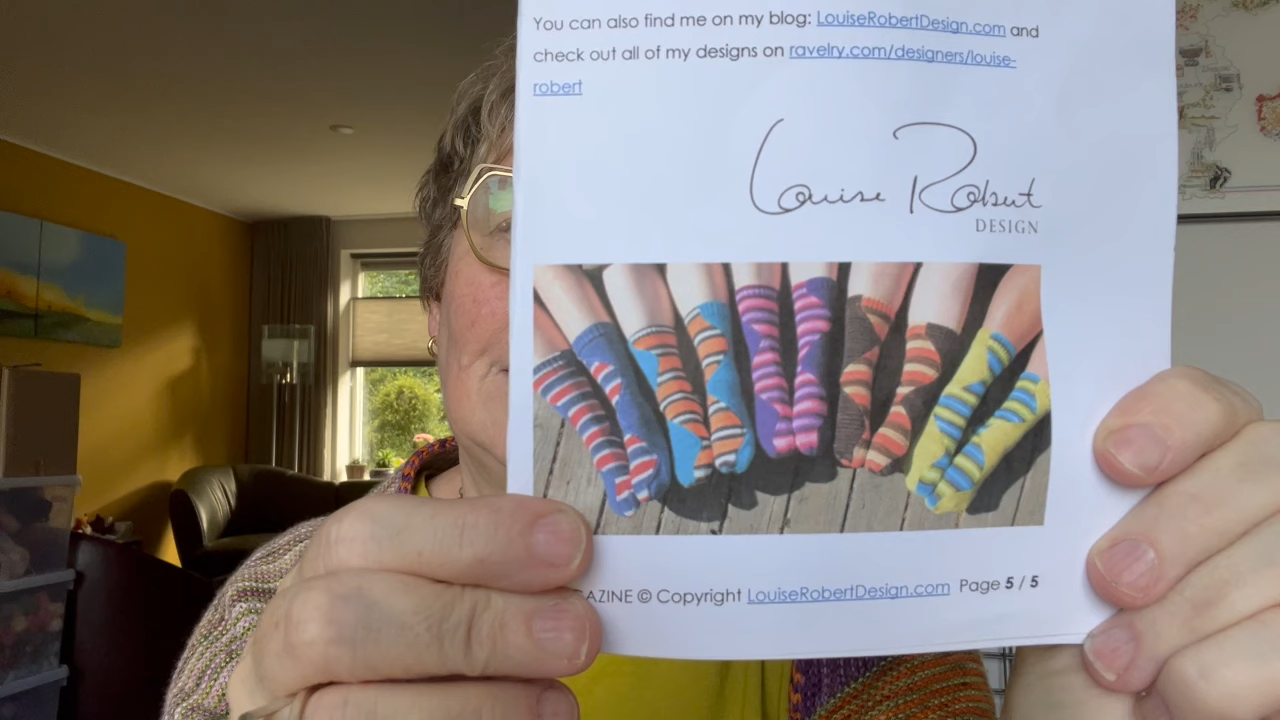 You can also find me on my blog: LouiseRobertDesign.com and
check out all of my designs on ravelry.com/designers/louise-
robert
Louise Robert
DESIGN
AZINE © Copyright LouiseRobertDesign.com Page 5 / 5